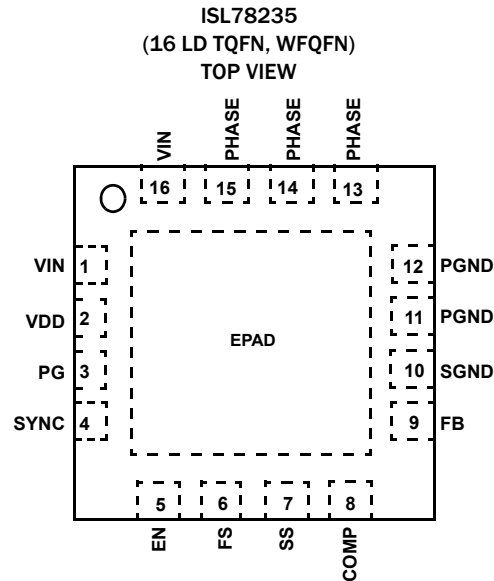 ISL78235
(16 LD TQFN, WFQFN)
TOP VIEW
VIN
PHASE
PHASE
PHASE
16
15
14
13
VIN 1
12 PGND
VDD 2
11 PGND
EPAD
PG 3
10 SGND
SYNC 4
9 FB
5
6
7
8
EN
FS
SS
COMP